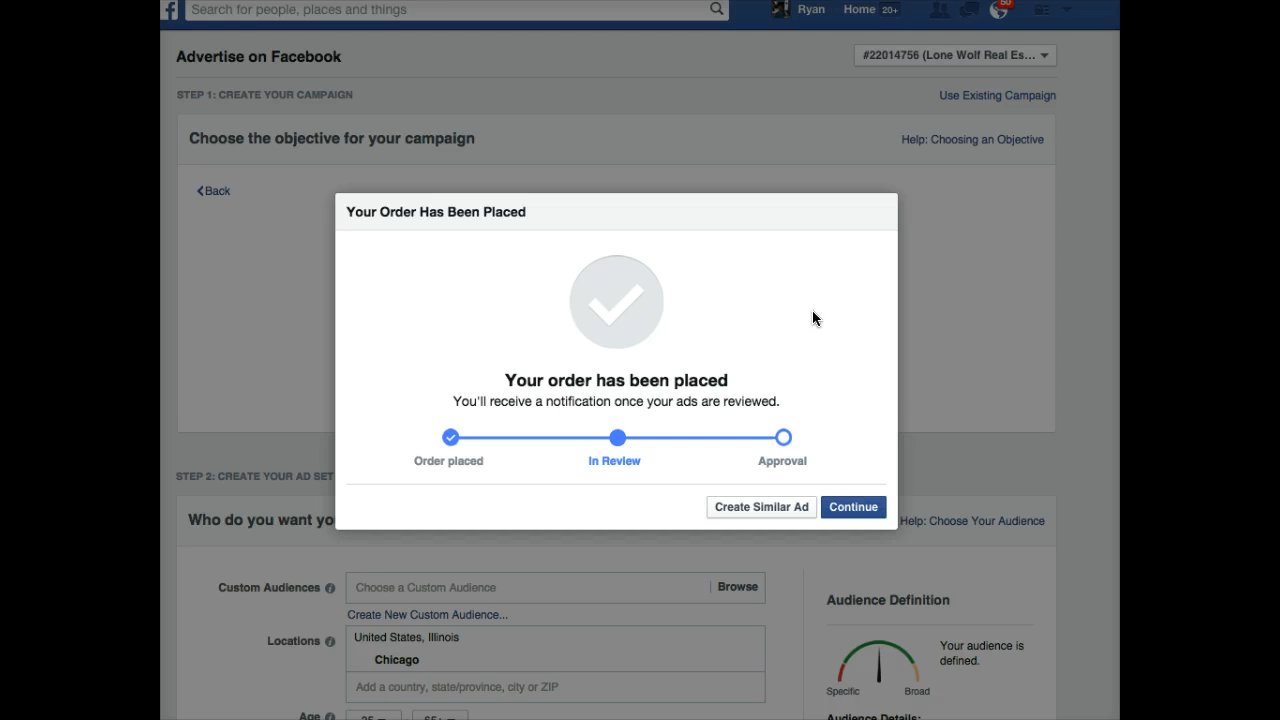 f Search for people, places and things Ryan Home 20+ 50
Advertise on Facebook #22014756 (Lone Wolf Real Es...
STEP 1: CREATE YOUR CAMPAIGN Use Existing Campaign
Choose the objective for your campaign Help: Choosing an Objective
Back
Your Order Has Been Placed
Your order has been placed
You'll receive a notification once your ads are reviewed.
Order placed In Review Approval
STEP 2: CREATE YOUR AD SET
Create Similar Ad Continue
Who do you want yo Help: Choose Your Audience
Custom Audiences Choose a Custom Audience Browse
Create New Custom Audience...
Audience Definition
Locations United States, Illinois
Chicago
Your audience is
defined.
Add a country, state/province, city or ZIP
Specific Broad
Age
Audience Details: